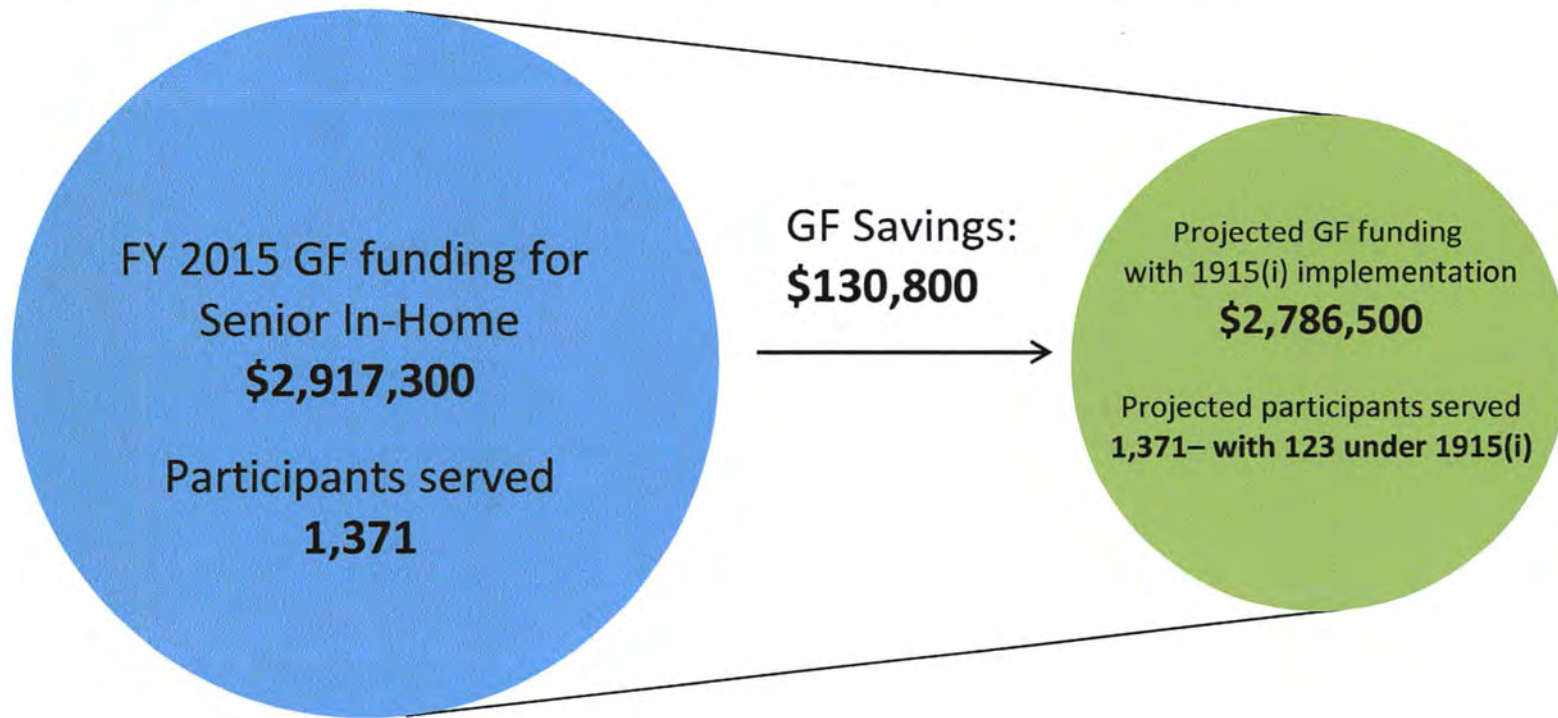 FY 2015 GF funding for
Senior In-Home
$2,917,300
Participants served
1,371
GF Savings:
$130,800
Projected GF funding
with 1915(i) implementation
$2,786,500
Projected participants served
1,371– with 123 under 1915(i)